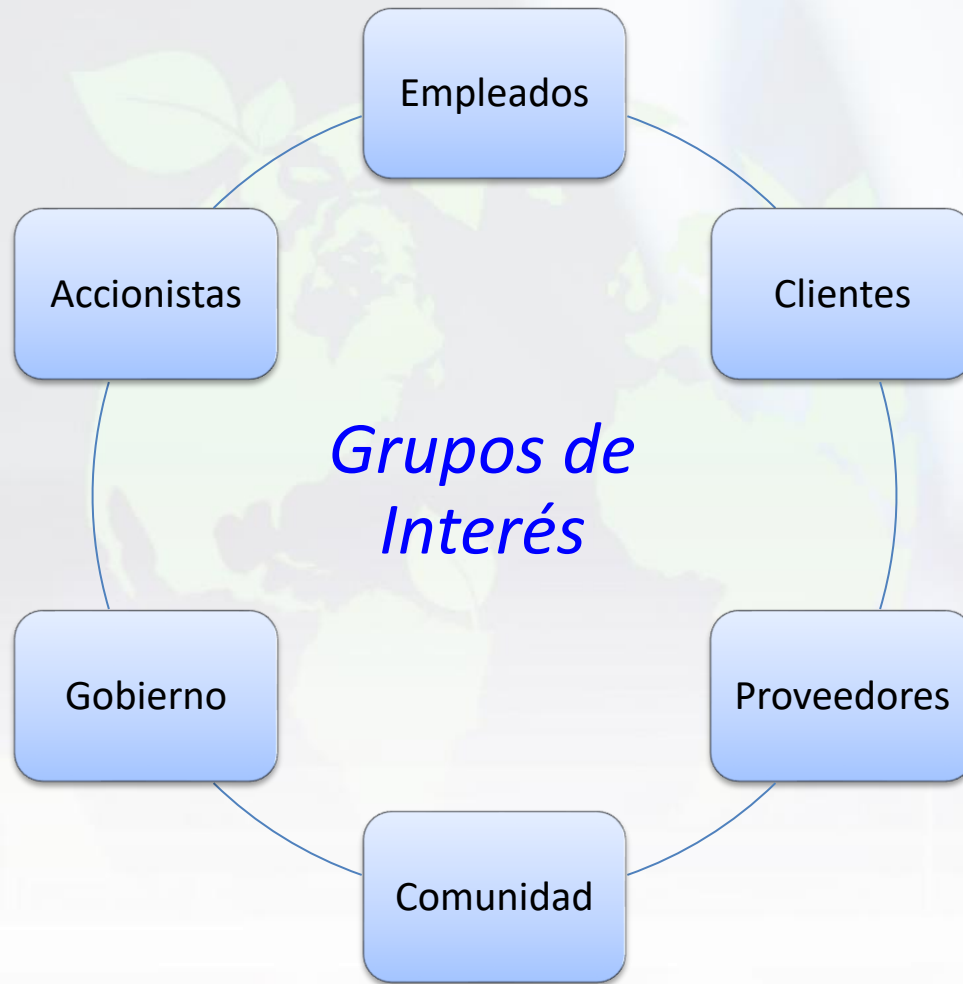 Empleados
Accionistas
Clientes
Grupos de
Interés
Gobierno
Proveedores
Comunidad